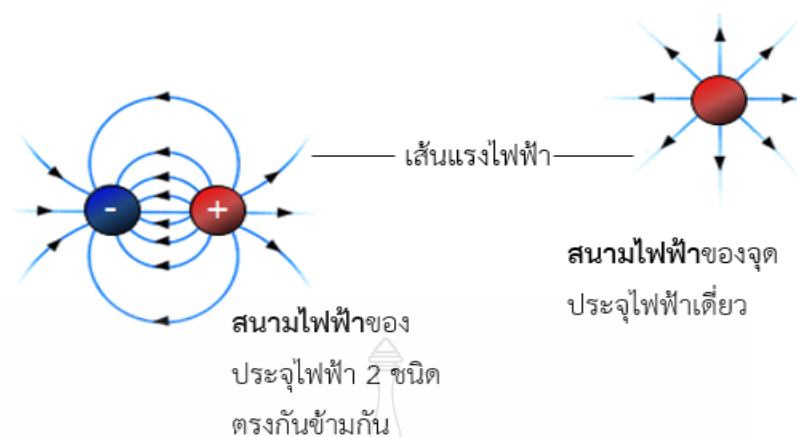 เส้นแรงไฟฟ้า
- +
สนามไฟฟ้าของจุด
ประจุไฟฟ้าเดี่ยว
สนามไฟฟ้าของ
ประจุไฟฟ้า 2 ชนิด
ตรงกันข้ามกัน